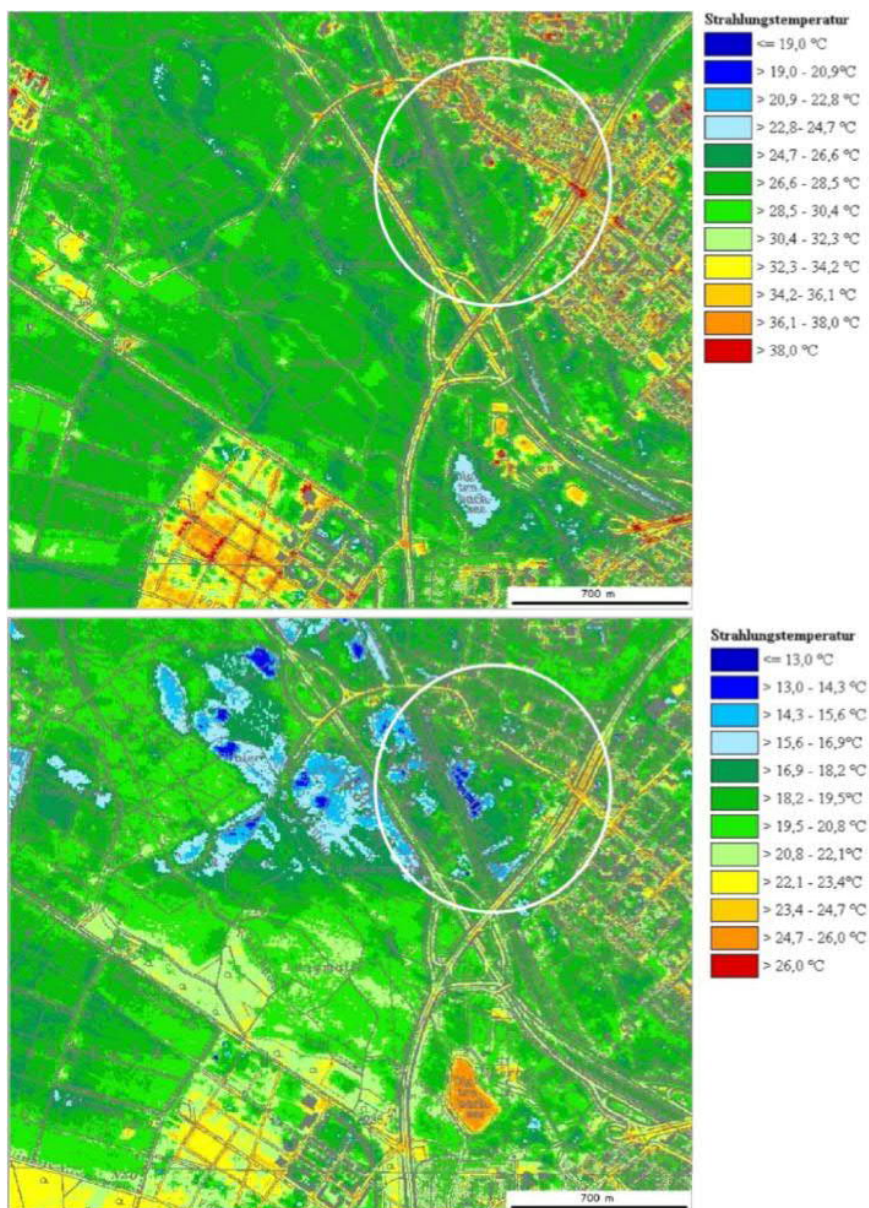 Strahlungstemperatur
<= 19,0 °C
> 19,0 - 20,9°C
> 20,9 - 22,8 °C
> 22,8- 24,7 °C
> 24,7 - 26,6 °C
> 26,6 - 28,5 °C
> 28,5 - 30,4 °C
> 30,4 - 32,3 °C
> 32,3 - 34,2 °C
> 34,2- 36,1 °C
> 36,1 - 38,0 °C
> 38,0 °C
700 m
Strahlungstemperatur
<= 13,0 °C
> 13,0 - 14,3 °C
> 14,3 - 15,6 °C
> 15,6 - 16,9°C
> 16,9 - 18,2 °C
> 18,2 - 19,5°C
> 19,5 - 20,8 °C
> 20,8 - 22,1°C
> 22,1 - 23,4°C
> 23,4 - 24,7 °C
> 24,7 - 26,0 °C
> 26,0 °C
700 m